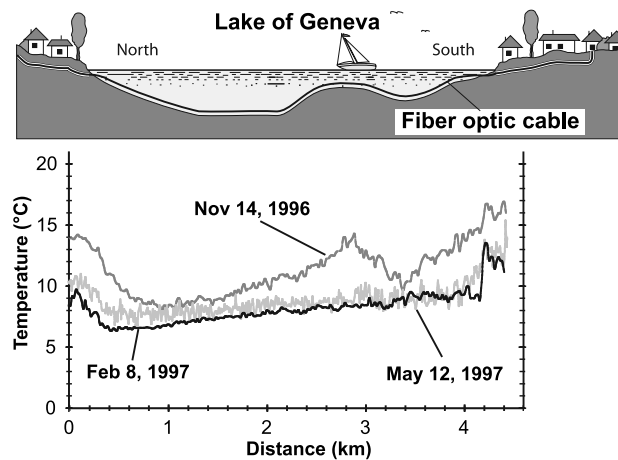 Lake of Geneva
North
South
Fiber optic cable
Temperature (°C)
20
15
10
5
0
Nov 14, 1996
Feb 8, 1997
May 12, 1997
0 1 2 3 4
Distance (km)